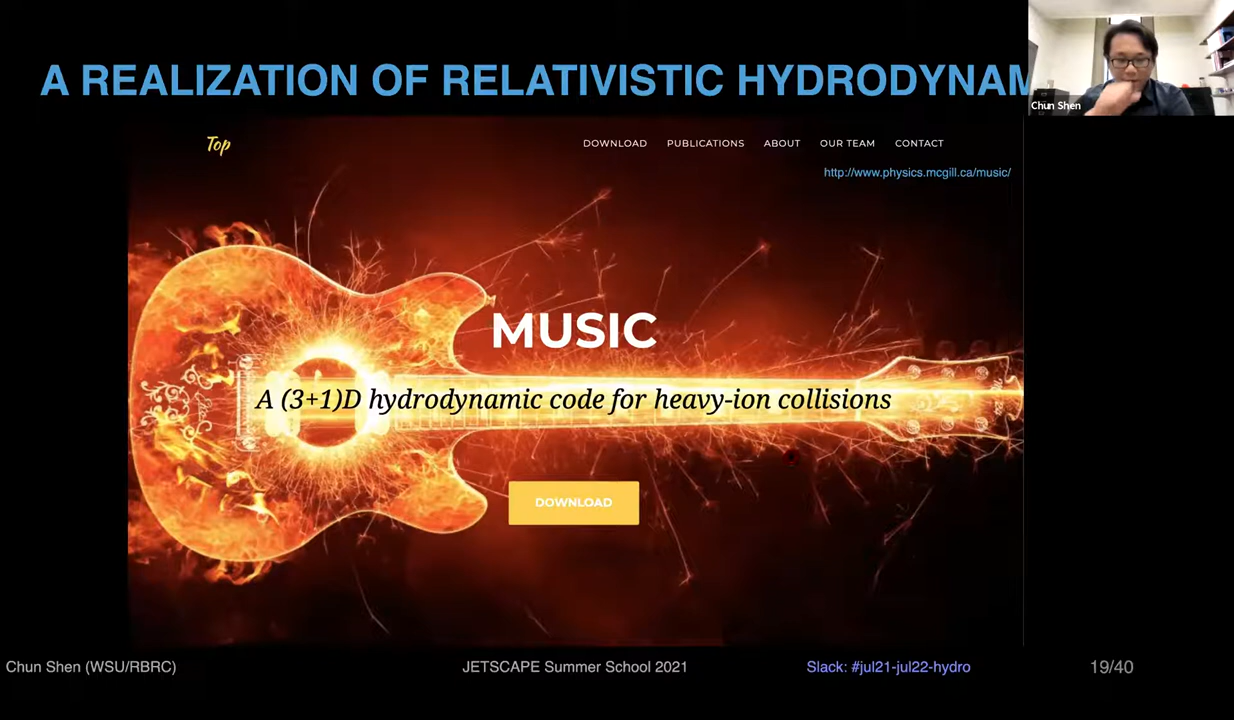 A REALIZATION OF RELATIVISTIC HYDRODYNAM
Chun Shen
Top
DOWNLOAD PUBLICATIONS ABOUT OUR TEAM CONTACT
http://www.physics.mcgill.ca/music/
MUSIC
A (3+1)D hydrodynamic code for heavy-ion collisions
DOWNLOAD
Chun Shen (WSU/RBRC)
JETSCAPE Summer School 2021
Slack: #jul21-jul22-hydro
19/40